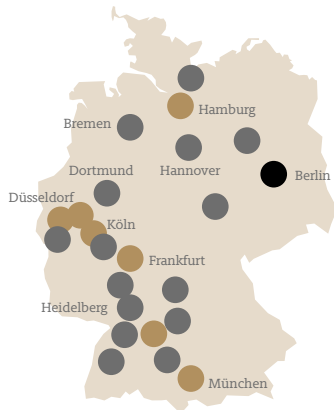 Hamburg
Bremen
Dortmund
Hannover
Berlin
Düsseldorf
Köln
Frankfurt
Heidelberg
München